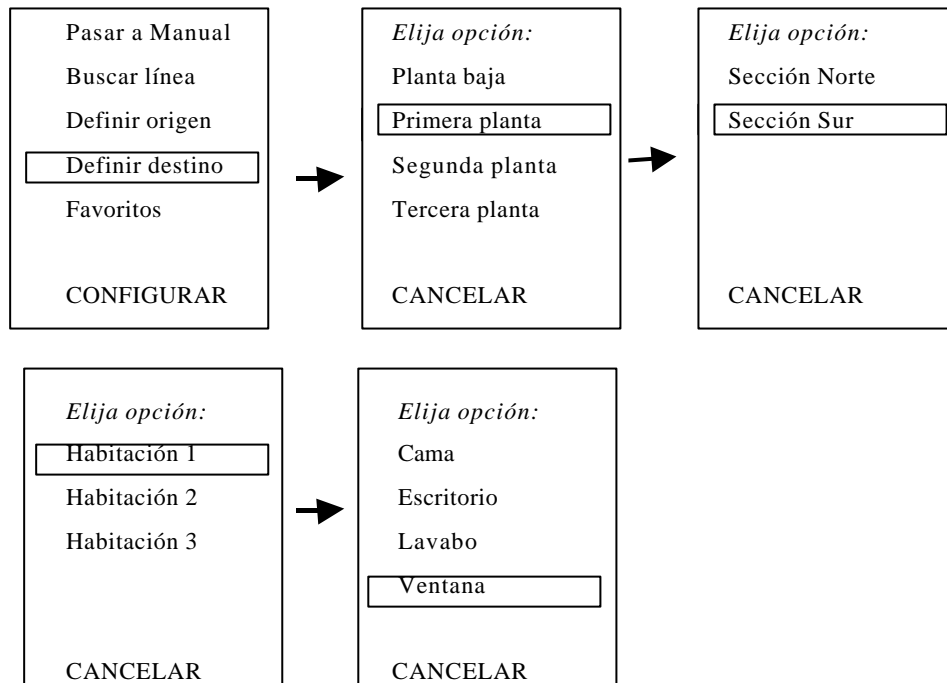 Pasar a Manual
Buscar línea
Definir origen
Definir destino
Favoritos
CONFIGURAR
Elija opción:
Planta baja
Primera planta
Segunda planta
Tercera planta
CANCELAR
Elija opción:
Sección Norte
Sección Sur
CANCELAR
Elija opción:
Habitación 1
Habitación 2
Habitación 3
CANCELAR
Elija opción:
Cama
Escritorio
Lavabo
Ventana
CANCELAR